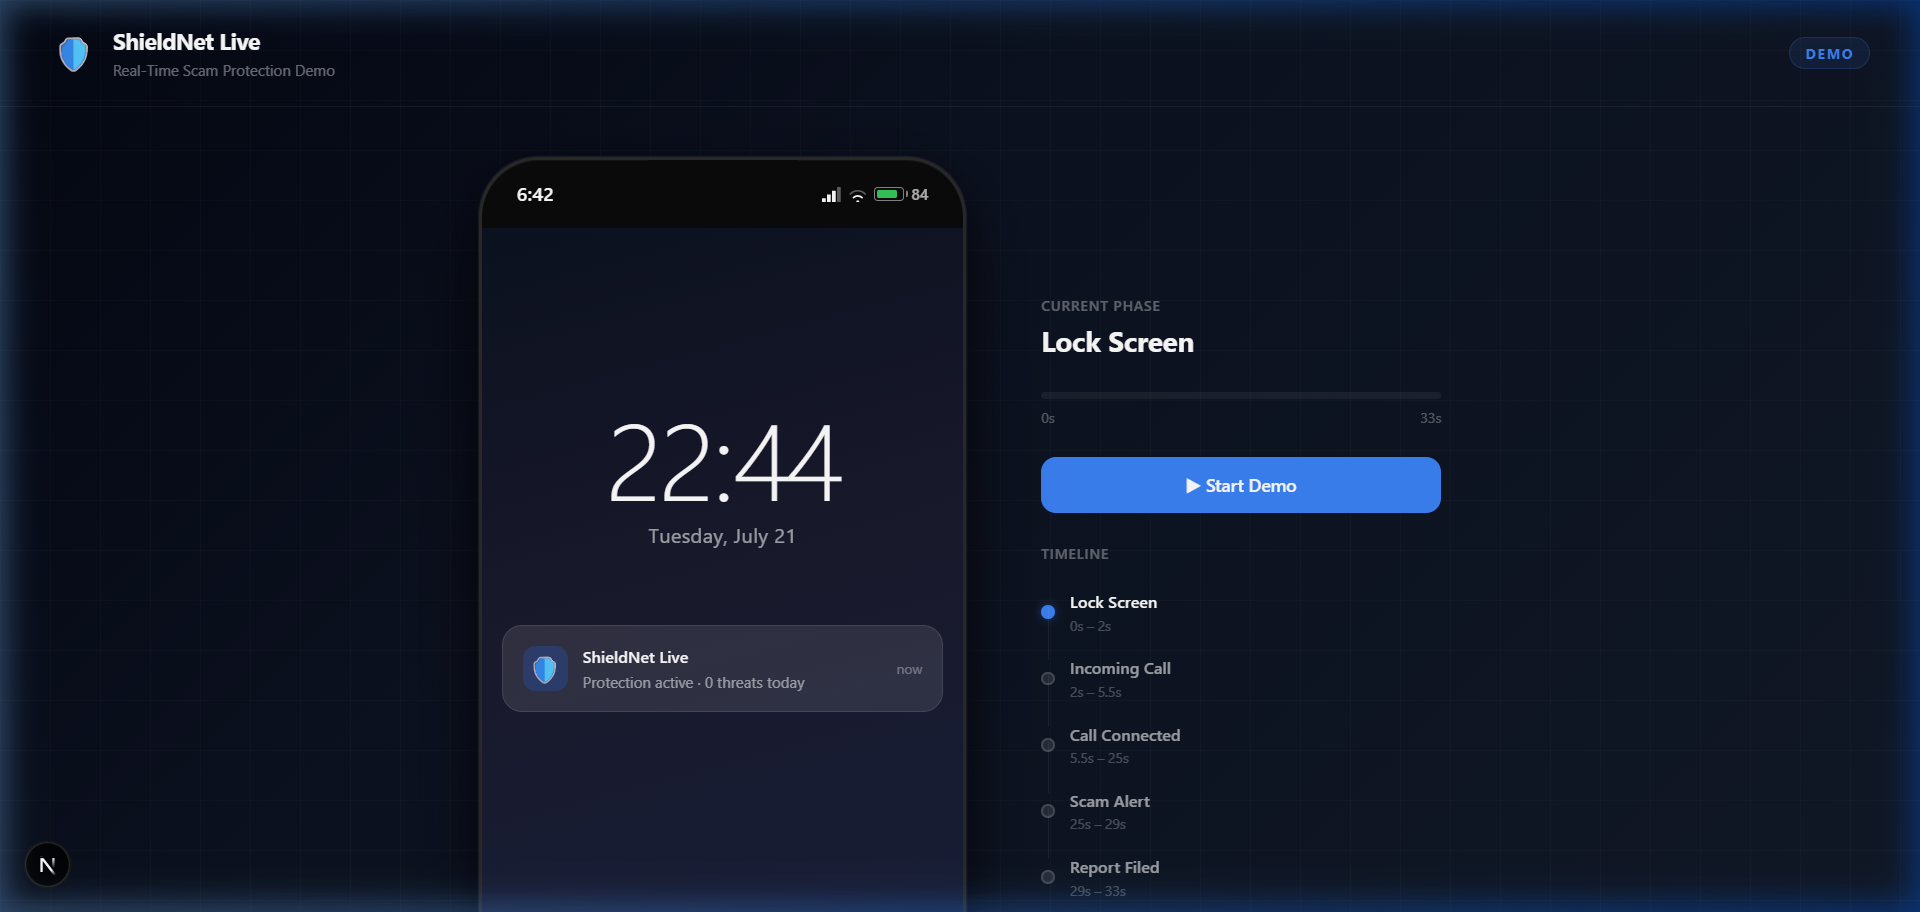 ShieldNet Live
Real-Time Scam Protection Demo
DEMO
6:42
84
22:44
Tuesday, July 21
ShieldNet Live
Protection active · 0 threats today
now
CURRENT PHASE
Lock Screen
0s
33s
▶ Start Demo
TIMELINE
Lock Screen
0s – 2s
Incoming Call
2s – 5.5s
Call Connected
5.5s – 25s
Scam Alert
25s – 29s
Report Filed
29s – 33s
N